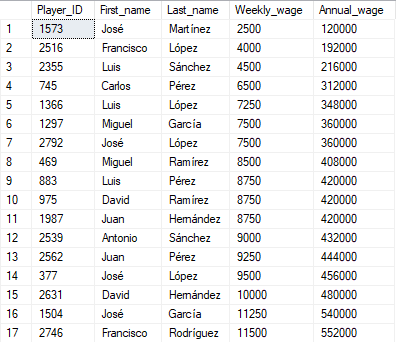 Player_ID First_name Last_name Weekly_wage Annual_wage
1 1573 José Martínez 2500 120000
2 2516 Francisco López 4000 192000
3 2355 Luis Sánchez 4500 216000
4 745 Carlos Pérez 6500 312000
5 1366 Luis López 7250 348000
6 1297 Miguel García 7500 360000
7 2792 José López 7500 360000
8 469 Miguel Ramírez 8500 408000
9 883 Luis Pérez 8750 420000
10 975 David Ramírez 8750 420000
11 1987 Juan Hernández 8750 420000
12 2539 Antonio Sánchez 9000 432000
13 2562 Juan Pérez 9250 444000
14 377 José López 9500 456000
15 2631 David Hernández 10000 480000
16 1504 José García 11250 540000
17 2746 Francisco Rodríguez 11500 552000